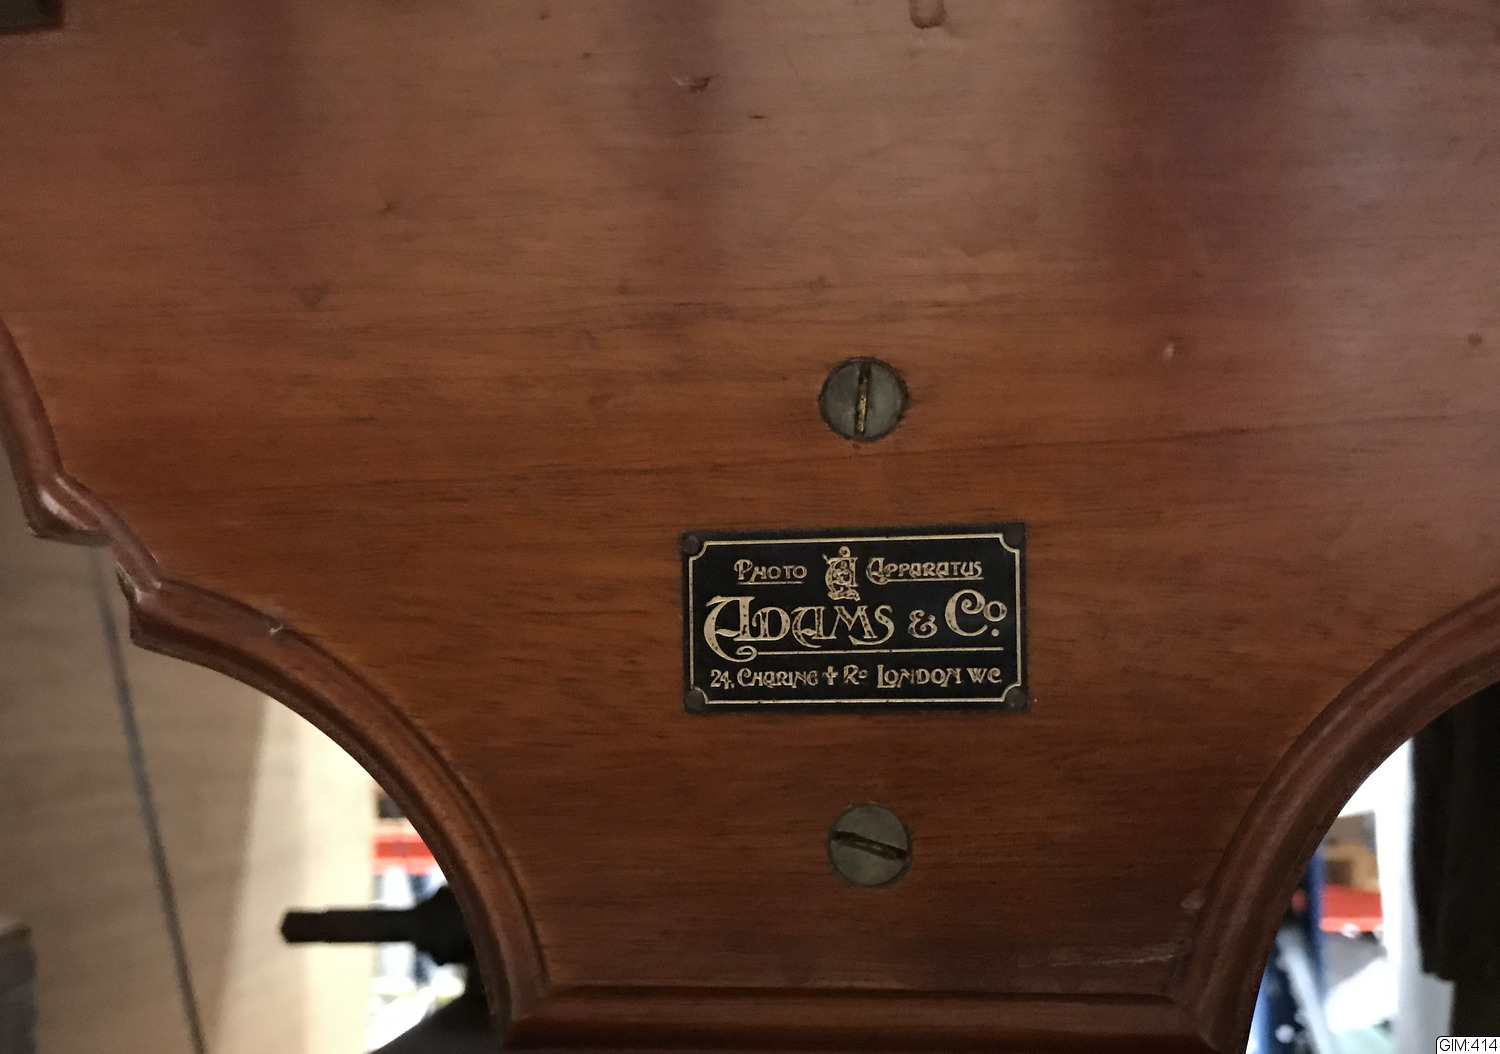 PHOTO A APPARATUS
ADAMS & Co.
24, CHARING + Rd LONDON WC
GIM:414